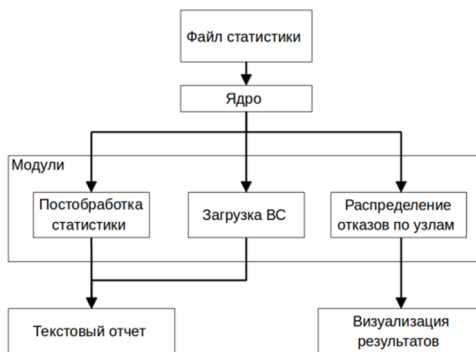 Файл статистики
Ядро
Модули
Постобработка
статистики
Загрузка ВС
Распределение
отказов по узлам
Текстовый отчет
Визуализация
результатов